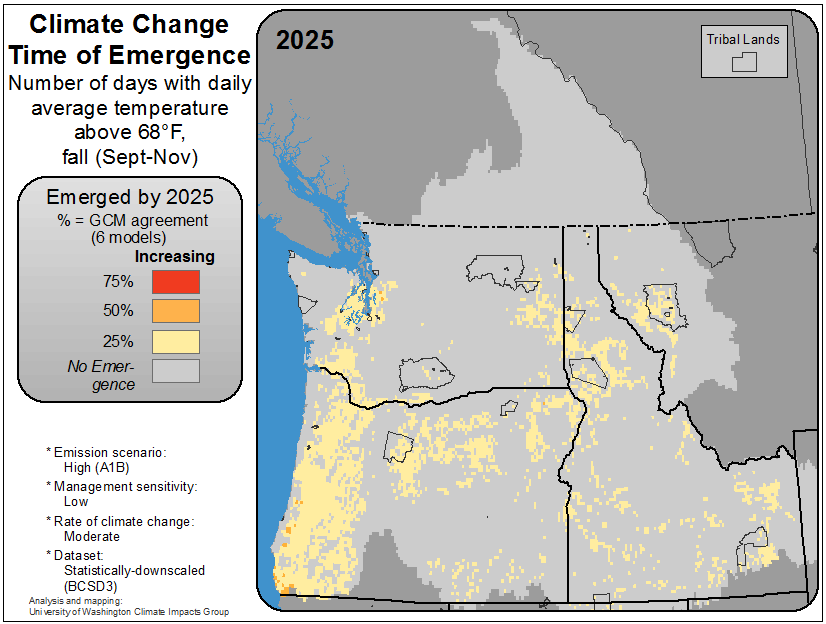 Climate Change
Time of Emergence
Number of days with daily
average temperature
above 68°F,
fall (Sept-Nov)
Emerged by 2025
% = GCM agreement
(6 models)
Increasing
75%
50%
25%
No Emer-
gence
* Emission scenario:
High (A1B)
* Management sensitivity:
Low
* Rate of climate change:
Moderate
* Dataset:
Statistically-downscaled
(BCSD3)
Analysis and mapping:
University of Washington Climate Impacts Group
2025
Tribal Lands